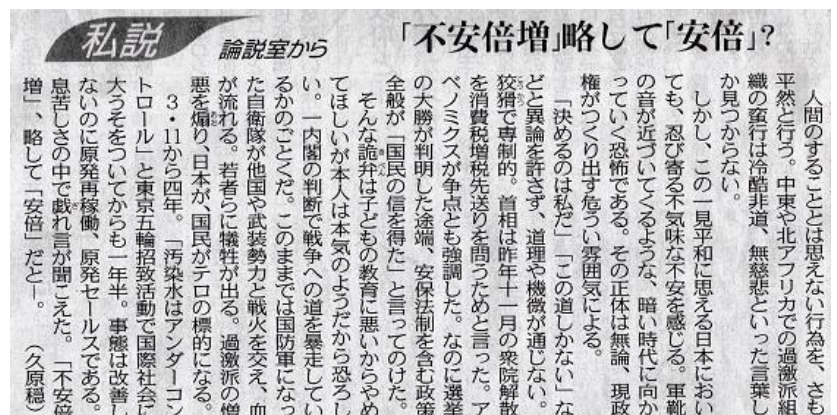 「不安倍増」略して「安倍」?
私説
論説室から
人間のすることとは思えない行為を、さも
平然と行う。中東や北アフリカでの過激派組
織の蛮行は冷酷非道、無慈悲といった言葉し
か見つからない。
しかし、この一見平和に思える日本におい
ても、忍び寄る不気味な不安を感じる。軍靴
の音が近づいてくるような、暗い時代に向か
っていく恐怖である。その正体は無論、現政
権がつくり出す危うい雰囲気による。
「決めるのは私だ」「この道しかない」な
どと異論を許さず、道理や機微が通じない。
狡猾で専制的。首相は昨年十一月の衆院解散
を消費税増税先送りを問うためと言った。ア
ベノミクスが争点とも強調した。なのに選挙
の大勝が判明した途端、安保法制を含む政策
全般が「国民の信を得た」と言ってのけた。
そんな詭弁は子どもの教育に悪いからやめ
てほしいが本人は本気のようだから恐ろし
い。一内閣の判断で戦争への道を暴走してい
るかのごとくだ。このままでは国防軍になっ
た自衛隊が他国や武装勢力と戦火を交え、血
が流れる。若者らに犠牲が出る。過激派の憎
悪を煽り、日本が、国民がテロの標的になる。
3・11から四年。「汚染水はアンダーコン
トロール」と東京五輪招致活動で国際社会に
大うそをついてからも一年半。事態は改善し
ないのに原発再稼働、原発セールスである。
息苦しさの中で戯れ言が聞こえた。「不安倍
増」、略して「安倍」だと―。 （久原穏）